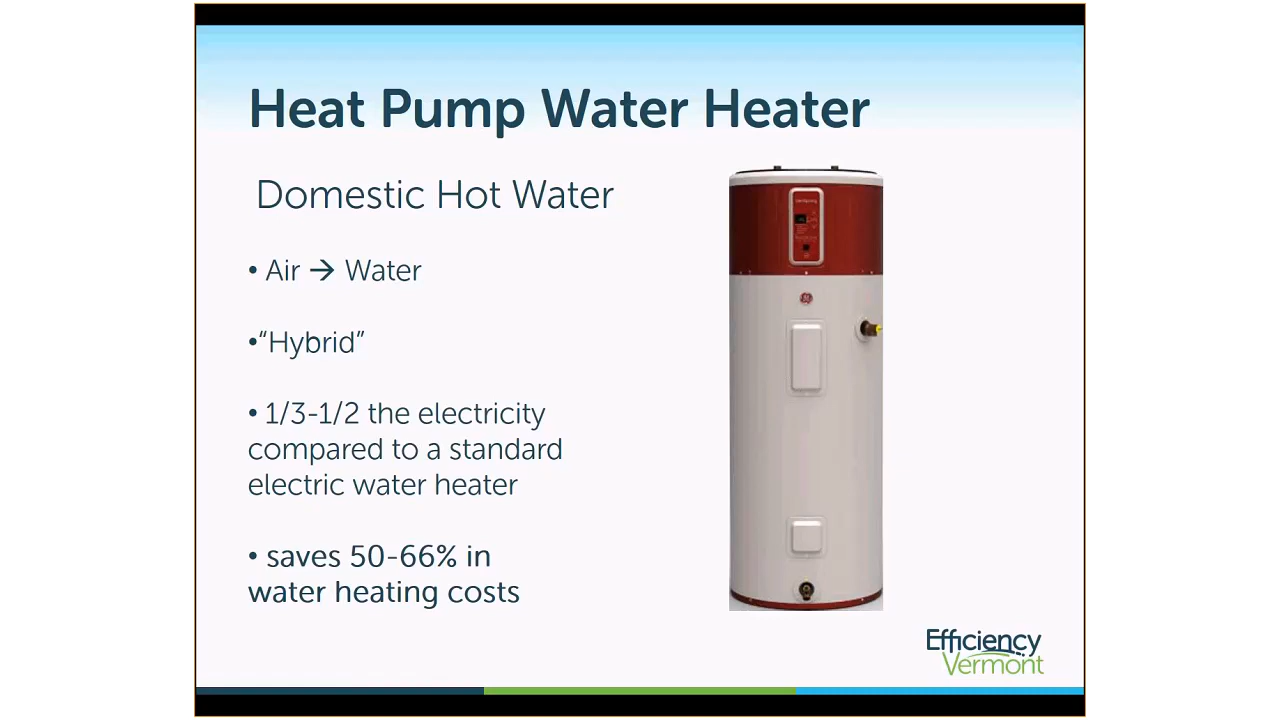 Heat Pump Water Heater
Domestic Hot Water
• Air → Water
•“Hybrid”
• 1/3-1/2 the electricity
compared to a standard
electric water heater
• saves 50-66% in
water heating costs
Efficiency
Vermont